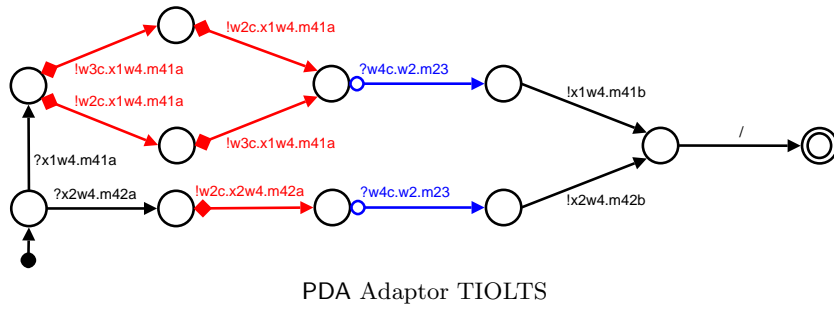 !w2c.x1w4.m41a
!w3c.x1w4.m41a
?w4c.w2.m23
!w2c.x1w4.m41a
!x1w4.m41b
/
!w3c.x1w4.m41a
?x1w4.m41a
?x2w4.m42a
!w2c.x2w4.m42a
?w4c.w2.m23
!x2w4.m42b
PDA Adaptor TIOLTS